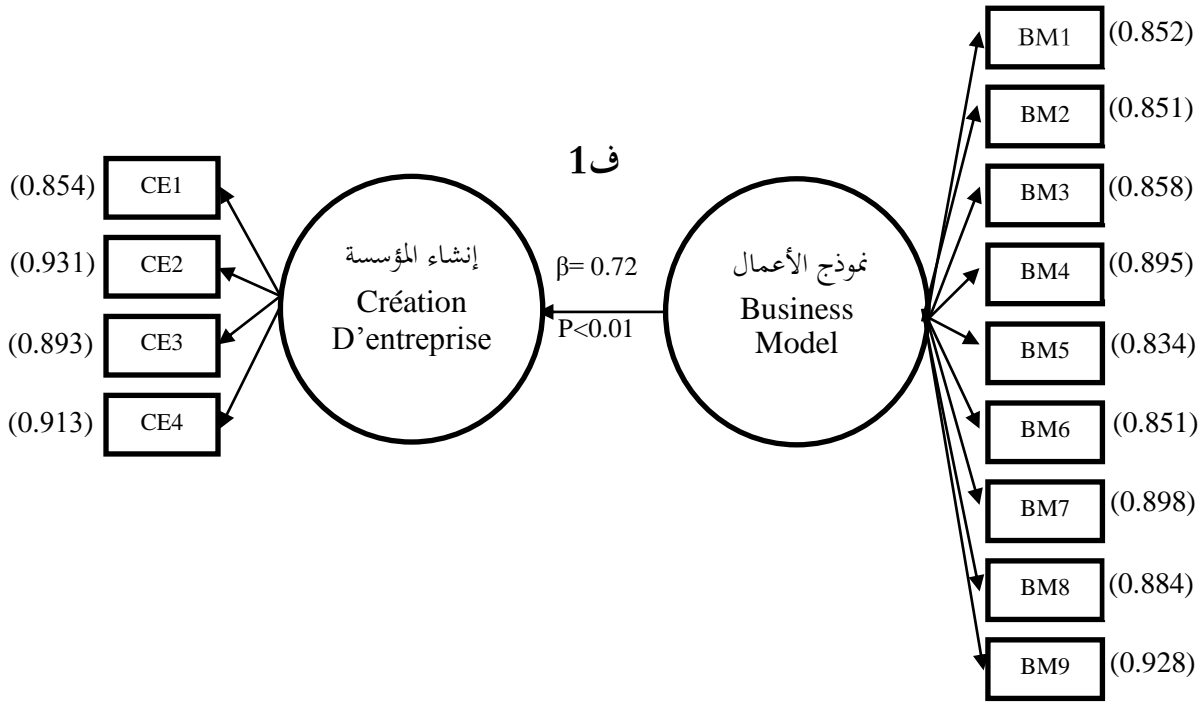 ف1
(0.854) CE1
(0.931) CE2
(0.893) CE3
(0.913) CE4
إنشاء المؤسسة
Création
D’entreprise
β= 0.72
P<0.01
نموذج الأعمال
Business
Model
BM1 (0.852)
BM2 (0.851)
BM3 (0.858)
BM4 (0.895)
BM5 (0.834)
BM6 (0.851)
BM7 (0.898)
BM8 (0.884)
BM9 (0.928)